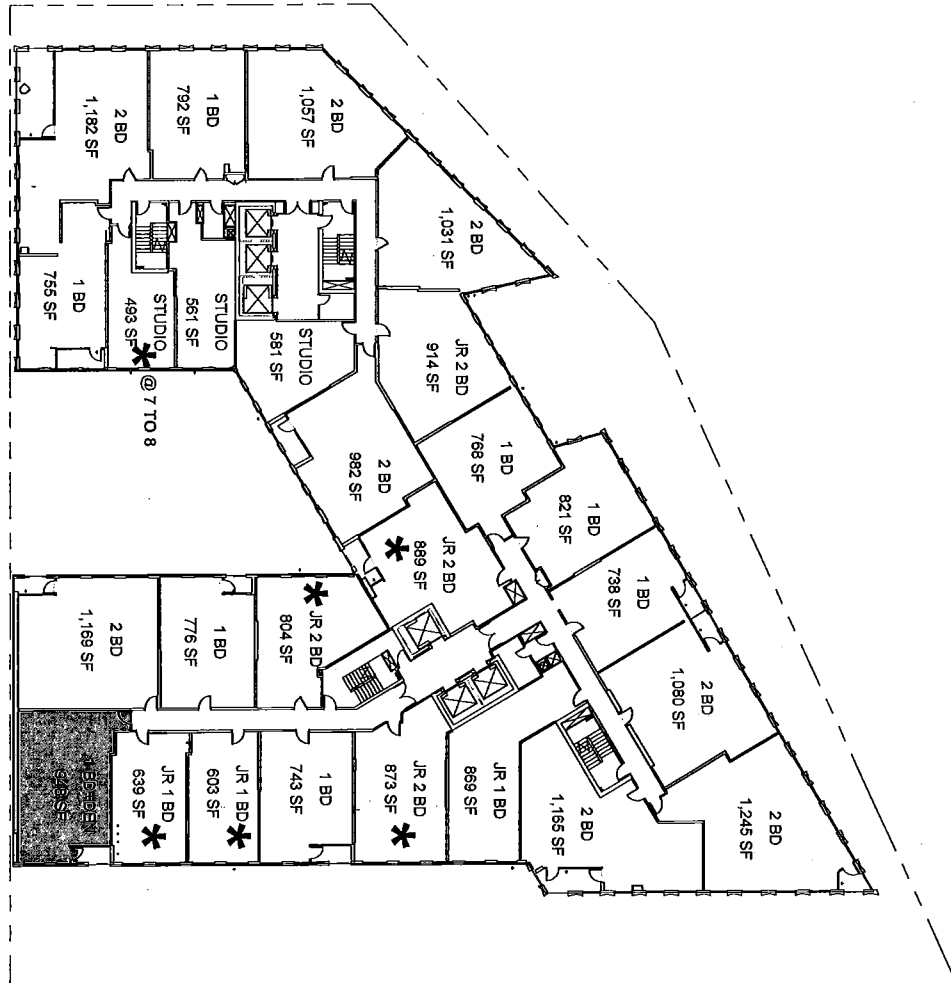 2 BD
1,182 SF
1 BD
792 SF
2 BD
1,057 SF
2 BD
1,031 SF
1 BD
755 SF
STUDIO
493 SF
*
@ 7 TO 8
STUDIO
561 SF
STUDIO
581 SF
JR 2 BD
914 SF
2 BD
982 SF
1 BD
768 SF
1 BD
821 SF
JR 2 BD
889 SF
*
1 BD
738 SF
2 BD
1,080 SF
2 BD
1,169 SF
1 BD
776 SF
JR 2 BD
804 SF
*
1 BD+DEN
948 SF
JR 1 BD
639 SF
*
JR 1 BD
603 SF
*
1 BD
743 SF
JR 2 BD
873 SF
*
JR 1 BD
869 SF
2 BD
1,165 SF
2 BD
1,245 SF